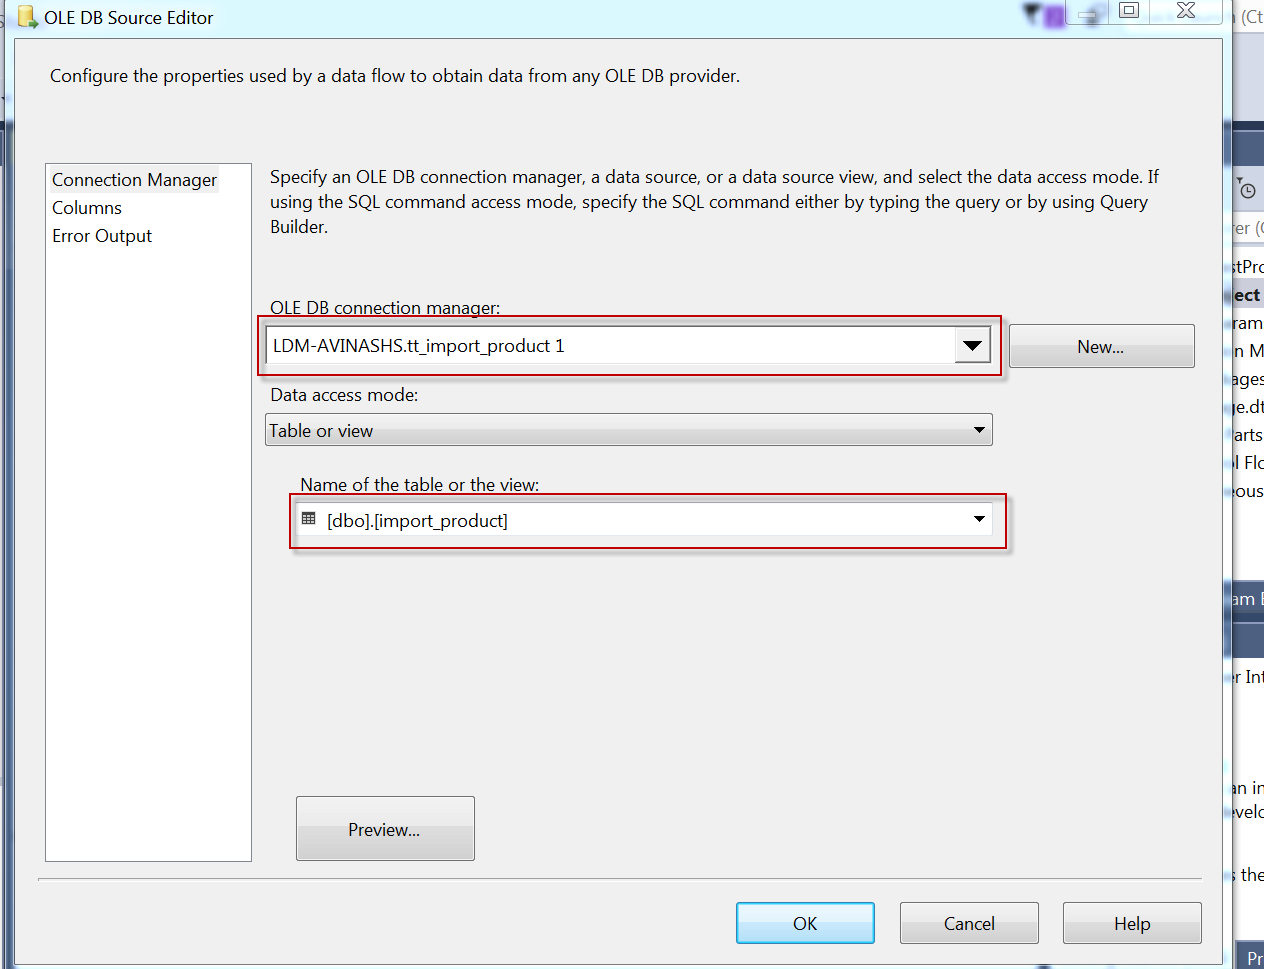 OLE DB Source Editor
Configure the properties used by a data flow to obtain data from any OLE DB provider.
Connection Manager
Columns
Error Output
Specify an OLE DB connection manager, a data source, or a data source view, and select the data access mode. If
using the SQL command access mode, specify the SQL command either by typing the query or by using Query
Builder.
OLE DB connection manager:
LDM-AVINASHS.tt_import_product 1
New...
Data access mode:
Table or view
Name of the table or the view:
[dbo].[import_product]
Preview...
OK
Cancel
Help